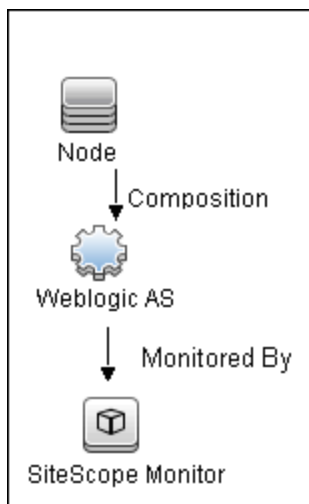 Node
Composition
Weblogic AS
Monitored By
SiteScope Monitor